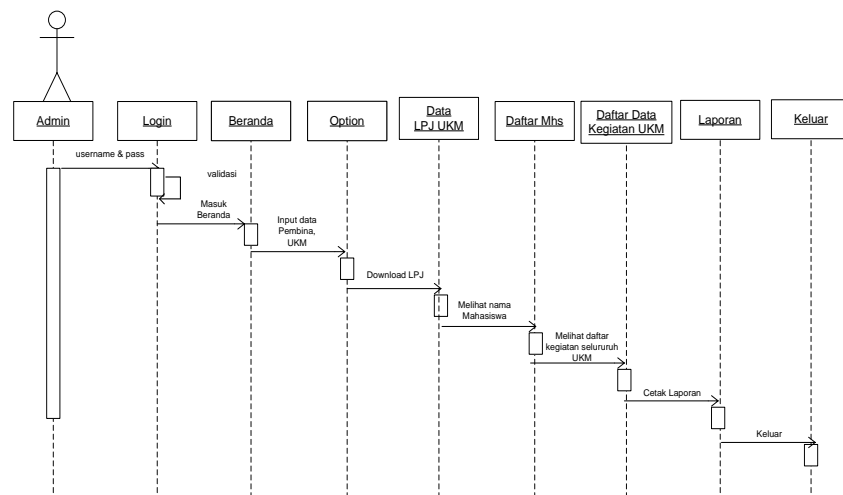 Admin
Login
Beranda
Option
Data
LPJ UKM
Daftar Mhs
Daftar Data
Kegiatan UKM
Laporan
Keluar
username & pass
validasi
Masuk
Beranda
Input data
Pembina,
UKM
Download LPJ
Melihat nama
Mahasiswa
Melihat daftar
kegiatan selururuh
UKM
Cetak Laporan
Keluar